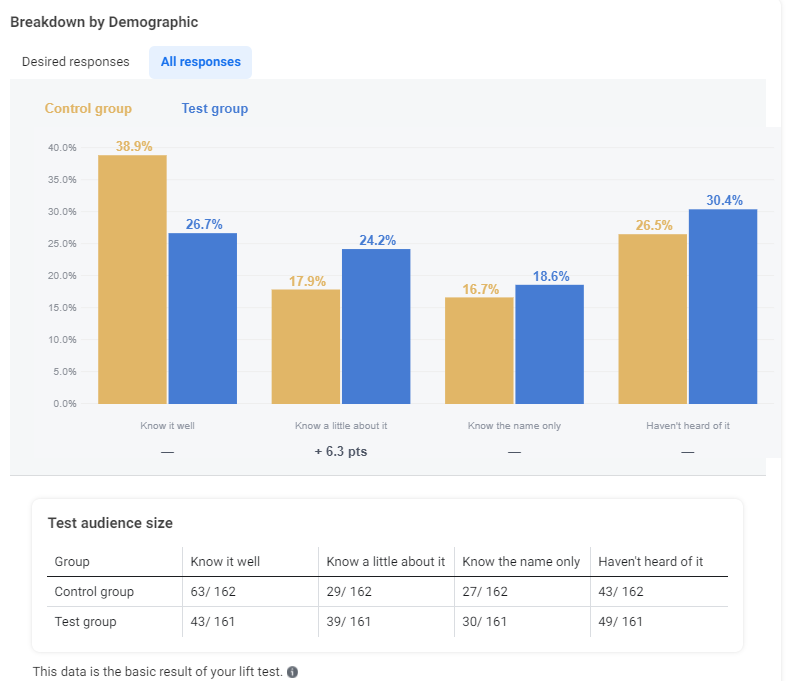 Breakdown by Demographic
Desired responses All responses
Control group Test group
40.0%
35.0%
30.0%
25.0%
20.0%
15.0%
10.0%
5.0%
0.0%
38.9% 26.7% 17.9% 24.2% 16.7% 18.6% 26.5% 30.4%
Know it well Know a little about it Know the name only Haven't heard of it
— + 6.3 pts — —
Test audience size
Group Know it well Know a little about it Know the name only Haven't heard of it
Control group 63/ 162 29/ 162 27/ 162 43/ 162
Test group 43/ 161 39/ 161 30/ 161 49/ 161
This data is the basic result of your lift test. i